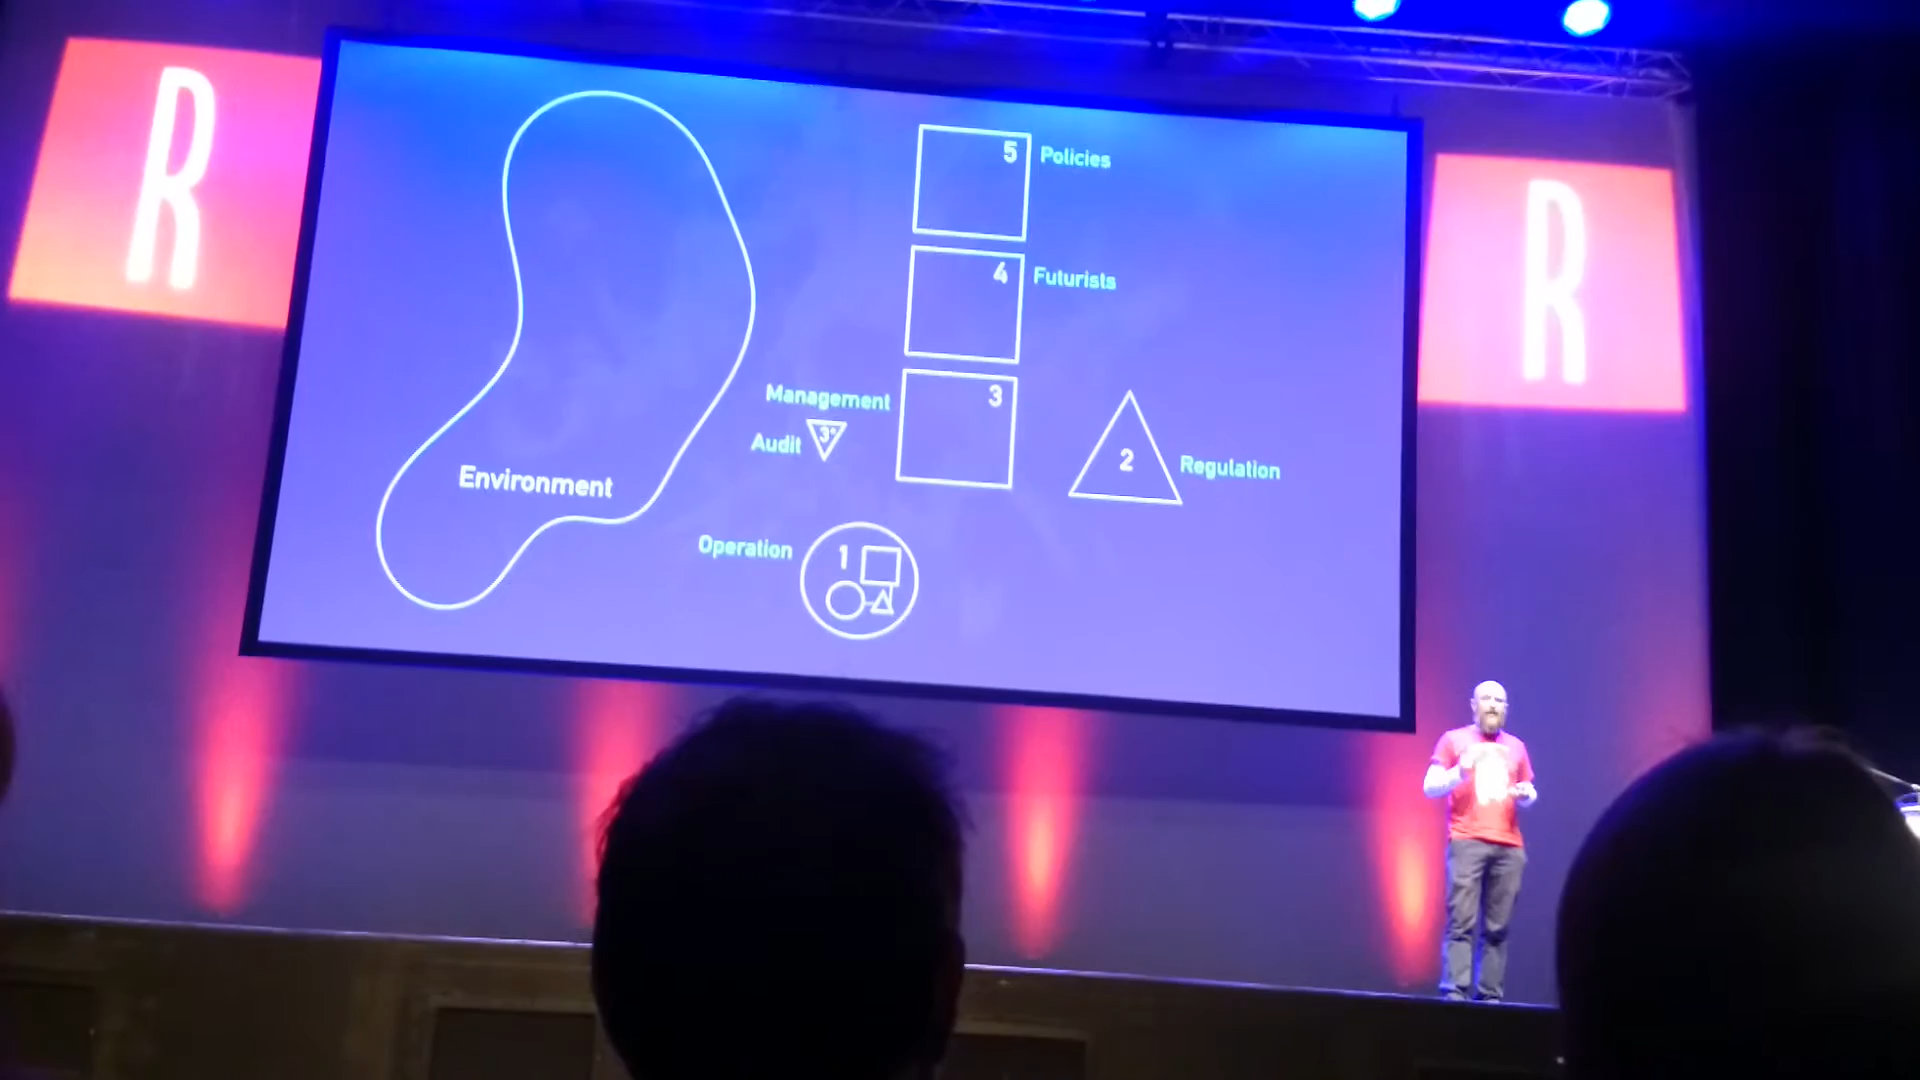 R
R
5 Policies
4 Futurists
Management
3
Audit 3*
2 Regulation
Environment
Operation 1